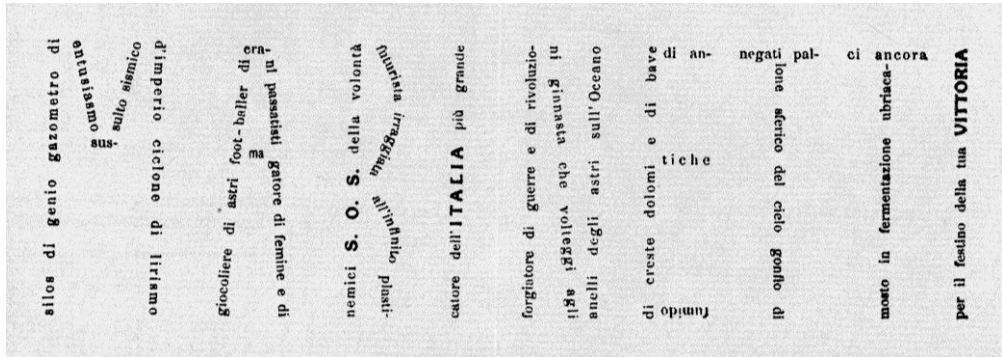 silos di genio gazometro di
entusiasmo
sus-
sulto sismico
d'imperio ciclone di lirismo
giocoliere di astri foot-baller di
cra-
nI passatisti
ma
gatore di femine e di
nemici S. O. S. della volontà
futurista irraggiata
all'infinito plasti-
catore dell'ITALIA più grande
forgiatore di guerre e di rivoluzio-
ni ginnasta che volteggi agli
anelli degli astri sull'Oceano
di creste dolomi e di bave
tiche
fumido
di an-
negati pal-
lone sferico del cielo gonfio di
mosto in fermentazione ubriaca-
ci ancora
per il festino della tua VITTORIA